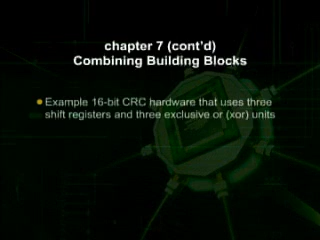 chapter 7 (cont'd)
Combining Building Blocks
Example 16-bit CRC hardware that uses three
shift registers and three exclusive or (xor) units